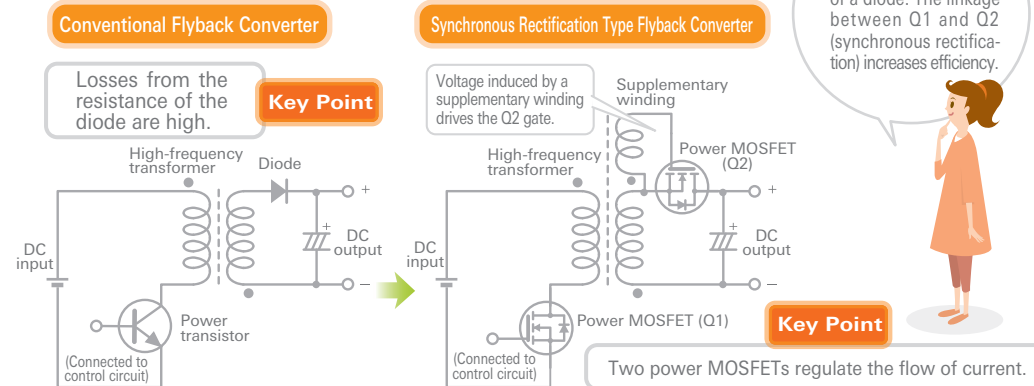 Conventional Flyback Converter
Losses from the
resistance of the
diode are high.
Key Point
High-frequency
transformer
Diode
+
+
DC
output
DC
input
−
Power
transistor
(Connected to
control circuit)
Synchronous Rectification Type Flyback Converter
Voltage induced by a
supplementary winding
drives the Q2 gate.
Supplementary
winding
High-frequency
transformer
Power MOSFET
(Q2)
+
+
DC
output
DC
input
−
Power MOSFET (Q1)
(Connected to
control circuit)
of a diode. The linkage
between Q1 and Q2
(synchronous rectifica-
tion) increases efficiency.
Key Point
Two power MOSFETs regulate the flow of current.